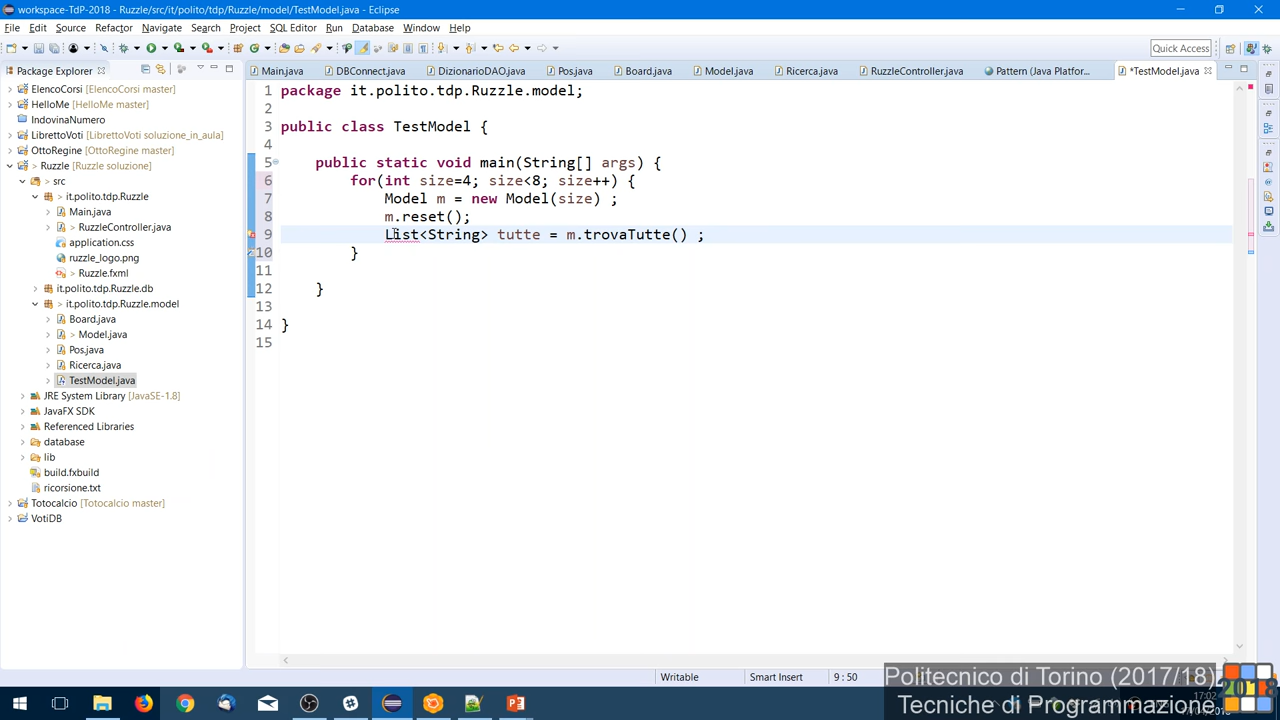 workspace-TdP-2018 - Ruzzle/src/it/polito/tdp/Ruzzle/model/TestModel.java - Eclipse
File Edit Source Refactor Navigate Search Project SQL Editor Run Database Window Help
Quick Access
Package Explorer
Main.java DBConnect.java DizionarioDAO.java Pos.java Board.java Model.java Ricerca.java RuzzleController.java Pattern (Java Platfor... *TestModel.java
ElencoCorsi [ElencoCorsi master]
HelloMe [HelloMe master]
IndovinaNumero
LibrettoVoti [LibrettoVoti soluzione_in_aula]
OttoRegine [OttoRegine master]
> Ruzzle [Ruzzle soluzione]
> src
> it.polito.tdp.Ruzzle
Main.java
> RuzzleController.java
application.css
ruzzle_logo.png
> Ruzzle.fxml
it.polito.tdp.Ruzzle.db
> it.polito.tdp.Ruzzle.model
Board.java
> Model.java
Pos.java
Ricerca.java
TestModel.java
JRE System Library [JavaSE-1.8]
JavaFX SDK
Referenced Libraries
database
lib
build.fxbuild
ricorsione.txt
Totocalcio [Totocalcio master]
VotiDB
1 package it.polito.tdp.Ruzzle.model;
2
3 public class TestModel {
4
5 public static void main(String[] args) {
6 for(int size=4; size<8; size++) {
7 Model m = new Model(size) ;
8 m.reset();
9 List<String> tutte = m.trovaTutte() ;
10 }
11
12 }
13
14 }
15
Writable Smart Insert 9 : 50
Politecnico di Torino (2017/18)
Tecniche di Programmazione
2018
17:02